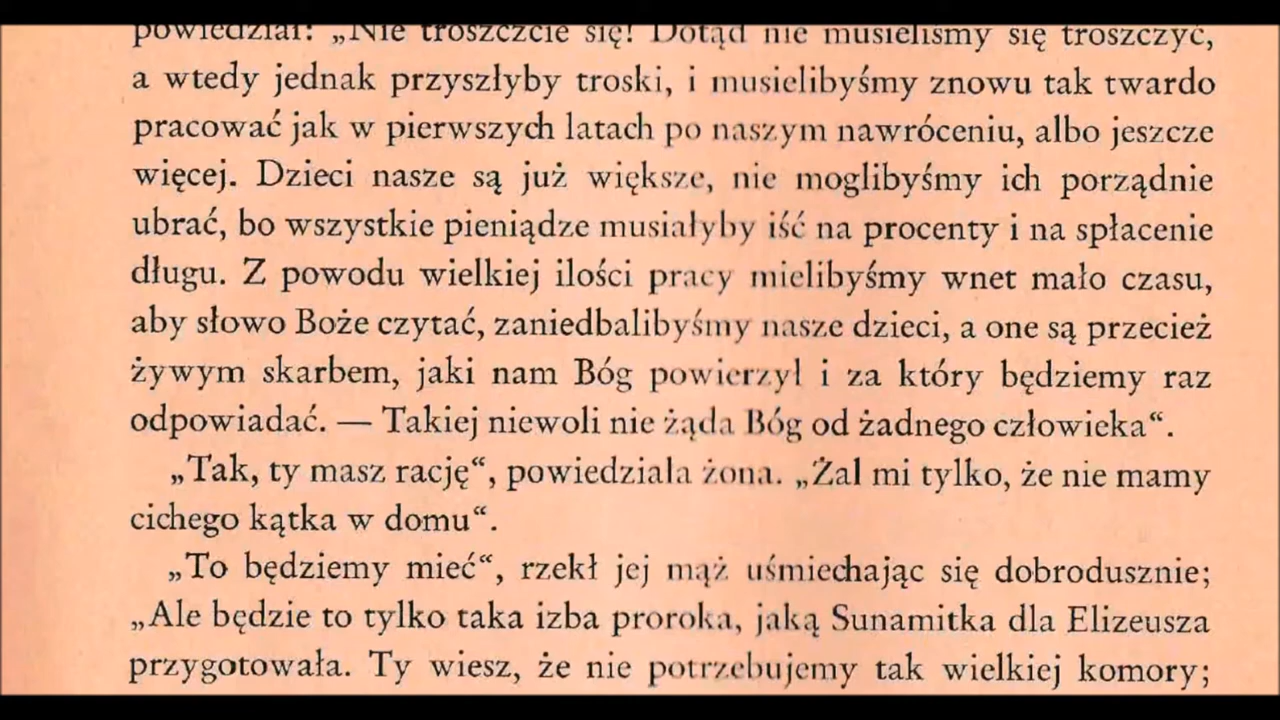 powiedział: „Nie troszczcie się! Dotąd nie musieliśmy się troszczyć,
a wtedy jednak przyszłyby troski, i musielibyśmy znowu tak twardo
pracować jak w pierwszych latach po naszym nawróceniu, albo jeszcze
więcej. Dzieci nasze są już większe, nie moglibyśmy ich porządnie
ubrać, bo wszystkie pieniądze musiałyby iść na procenty i na spłacenie
długu. Z powodu wielkiej ilości pracy mielibyśmy wnet mało czasu,
aby słowo Boże czytać, zaniedbalibyśmy nasze dzieci, a one są przecież
żywym skarbem, jaki nam Bóg powierzył i za który będziemy raz
odpowiadać. — Takiej niewoli nie żąda Bóg od żadnego człowieka“.
„Tak, ty masz rację“, powiedziala żona. „Żal mi tylko, że nie mamy
cichego kątka w domu“.
„To będziemy mieć“, rzekł jej mąż uśmiechając się dobrodusznie;
„Ale będzie to tylko taka izba proroka, jaką Sunamitka dla Elizeusza
przygotowała. Ty wiesz, że nie potrzebujemy tak wielkiej komory;